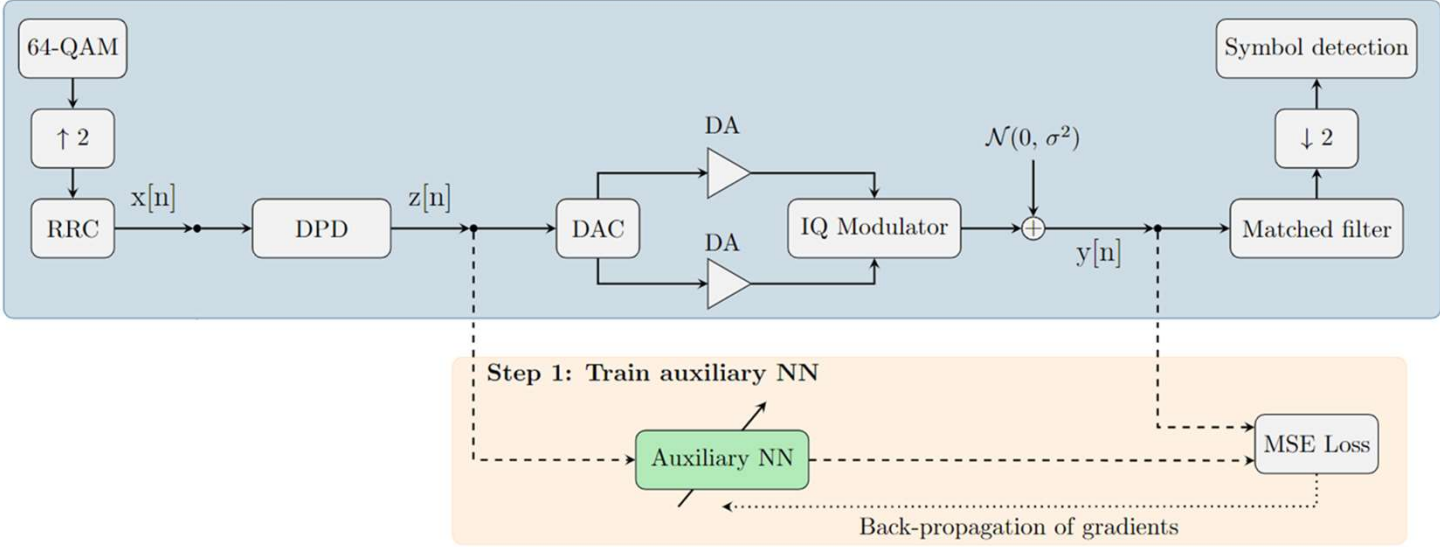 64-QAM
↑ 2
RRC
x[n]
DPD
z[n]
DAC
DA
DA
IQ Modulator
𝒩(0, σ²)
+
y[n]
Matched filter
↓ 2
Symbol detection
Step 1: Train auxiliary NN
Auxiliary NN
MSE Loss
Back-propagation of gradients